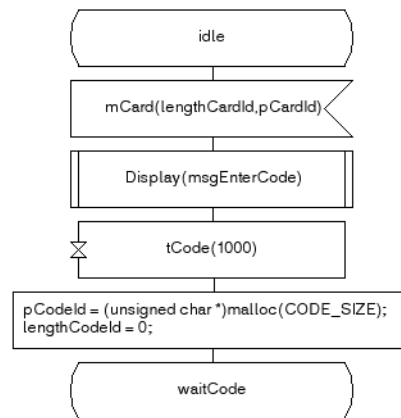 idle
mCard(lengthCardId,pCardId)
Display(msgEnterCode)
tCode(1000)
pCodeId = (unsigned char *)malloc(CODE_SIZE);
lengthCodeId = 0;
waitCode